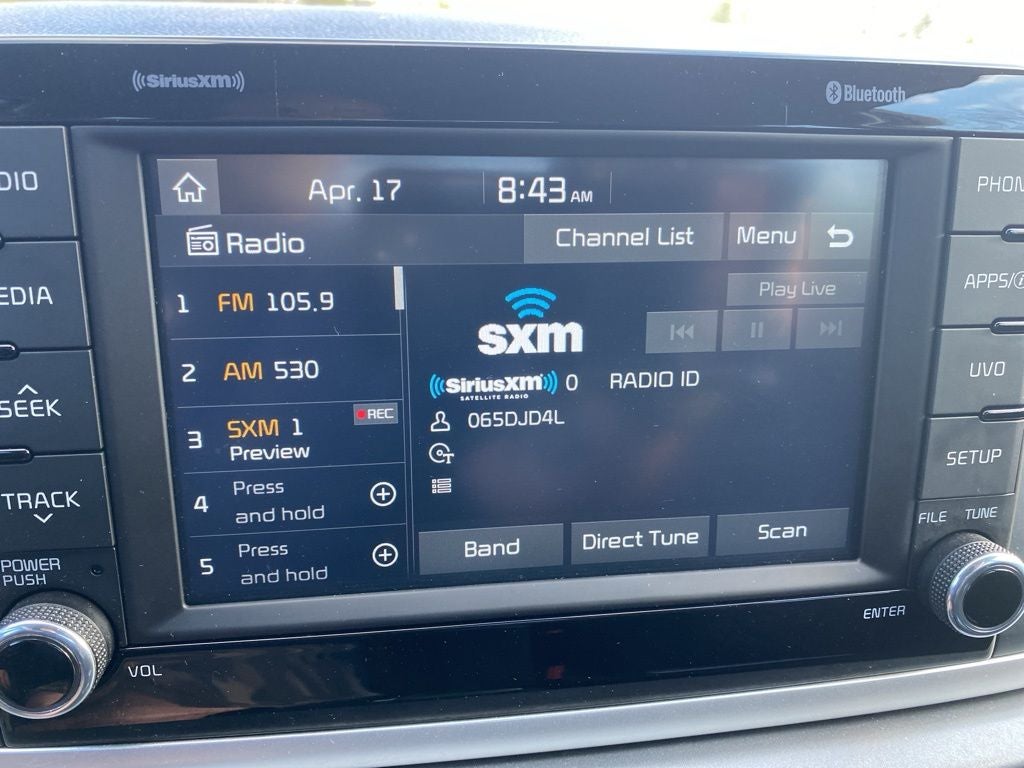 ((SiriusXM))
Bluetooth
DIO
EDIA
SEEK
TRACK
POWER
PUSH
VOL
Apr. 17
8:43 AM
Radio
Channel List
Menu
1 FM 105.9
2 AM 530
3 SXM 1
REC
Preview
4 Press
and hold
5 Press
and hold
Play Live
sxm
((SiriusXM)) 0 RADIO ID
SATELLITE RADIO
065DJD4L
Band
Direct Tune
Scan
PHON
APPS/i
UVO
SETUP
FILE TUNE
ENTER